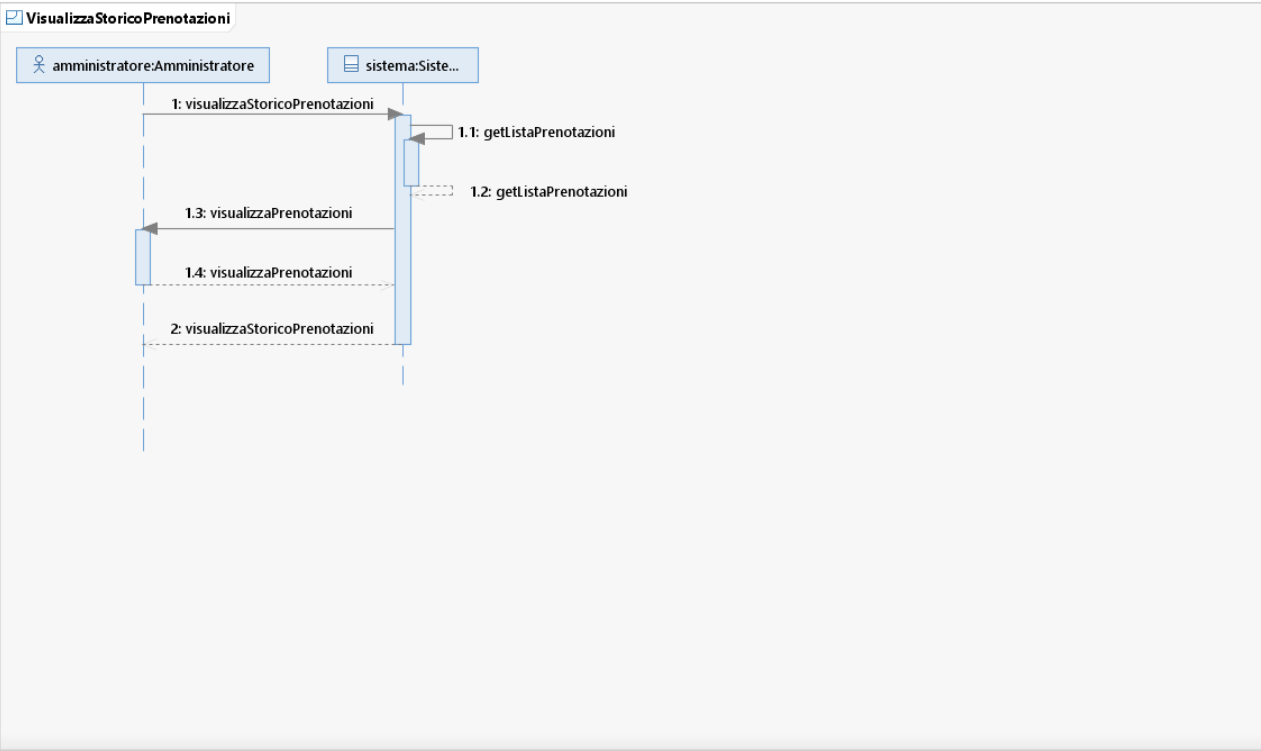 VisualizzaStoricoPrenotazioni
amministratore:Amministratore
sistema:Siste...
1: visualizzaStoricoPrenotazioni
1.1: getListaPrenotazioni
1.2: getListaPrenotazioni
1.3: visualizzaPrenotazioni
1.4: visualizzaPrenotazioni
2: visualizzaStoricoPrenotazioni